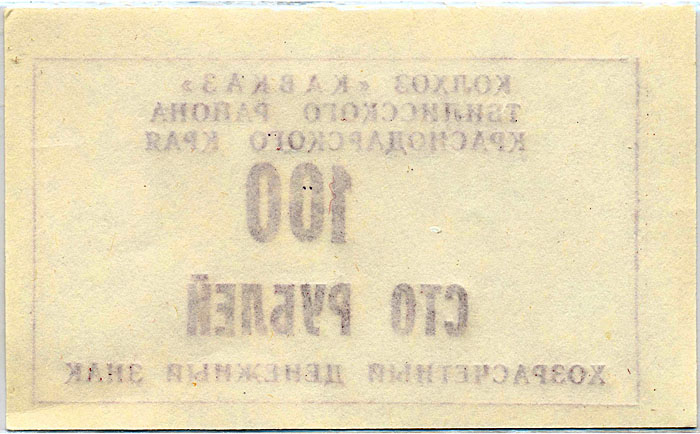 КОЛХОЗ «КАВКАЗ»
ТБИЛИССКОГО РАЙОНА
КРАСНОДАРСКОГО КРАЯ
100
СТО РУБЛЕЙ
ХОЗРАСЧЕТНЫЙ ДЕНЕЖНЫЙ ЗНАК